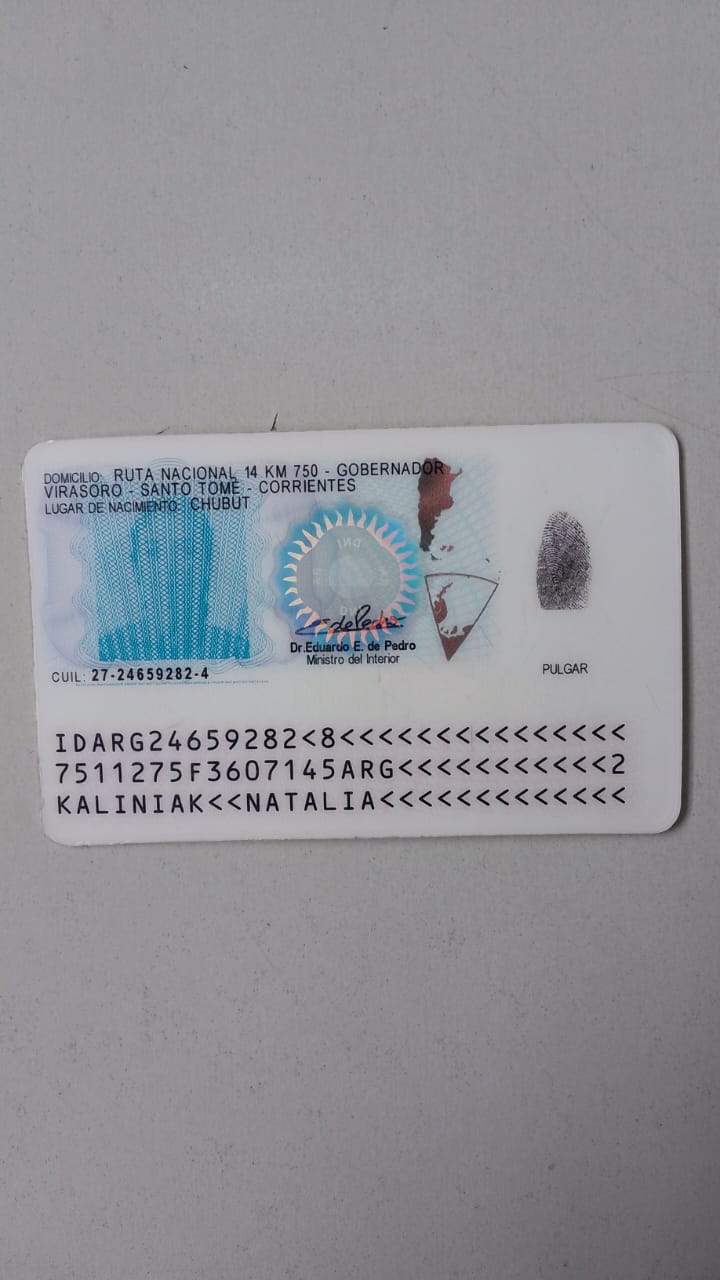 DOMICILIO: RUTA NACIONAL 14 KM 750 - GOBERNADOR
VIRASORO - SANTO TOMÉ - CORRIENTES
LUGAR DE NACIMIENTO: CHUBUT
Dr. Eduardo E. de Pedro
Ministro del Interior
CUIL: 27-24659282-4
PULGAR
IDARG24659282<8<<<<<<<<<<<<<<<
7511275F3607145ARG<<<<<<<<<<<2
KALINIAK<<NATALIA<<<<<<<<<<<<<